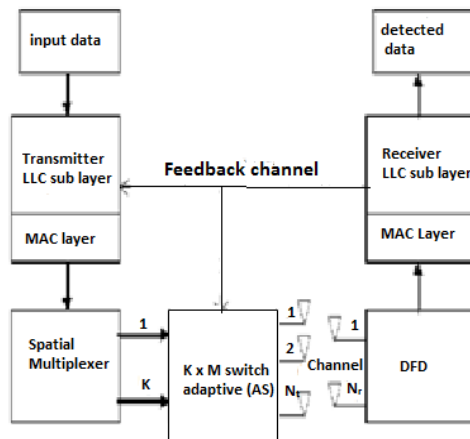 input data
detected
data
Transmitter
LLC sub layer
Feedback channel
Receiver
LLC sub layer
MAC layer
MAC Layer
Spatial
Multiplexer
1
K
K x M switch
adaptive (AS)
1
2
Nt
Channel
1
Nr
DFD